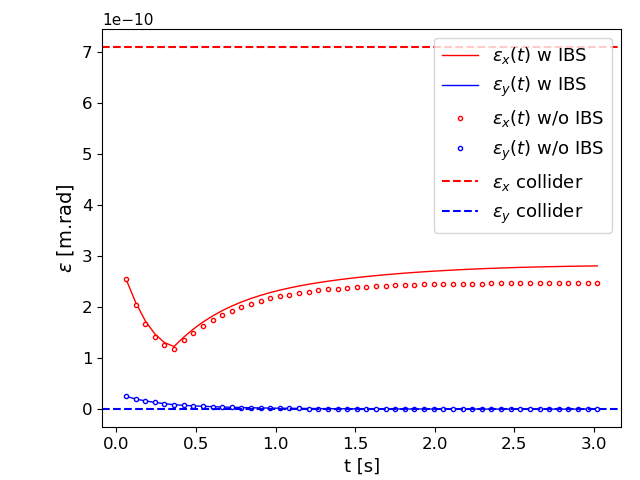 1e−10
7
6
5
4
3
2
1
0
ε [m.rad]
0.0 0.5 1.0 1.5 2.0 2.5 3.0
t [s]
εx(t) w IBS
εy(t) w IBS
εx(t) w/o IBS
εy(t) w/o IBS
εx collider
εy collider